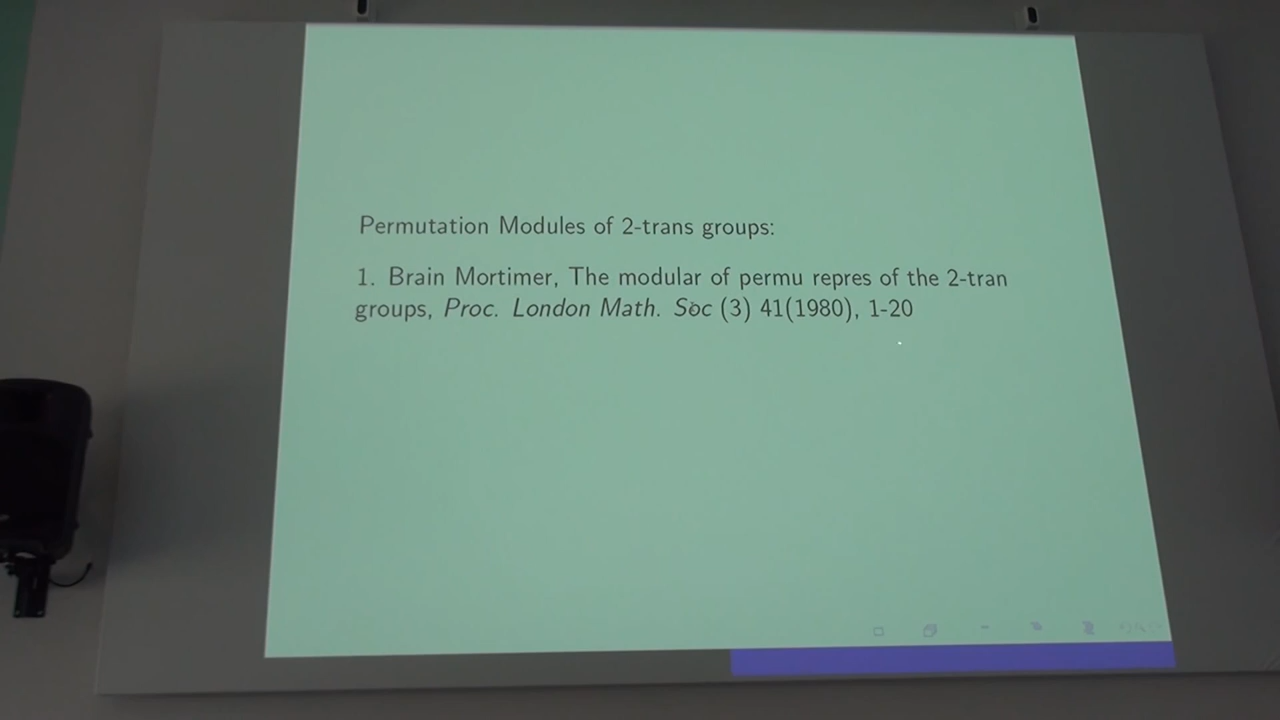 Permutation Modules of 2-trans groups:
1. Brain Mortimer, The modular of permu repres of the 2-tran
groups, Proc. London Math. Soc (3) 41(1980), 1-20